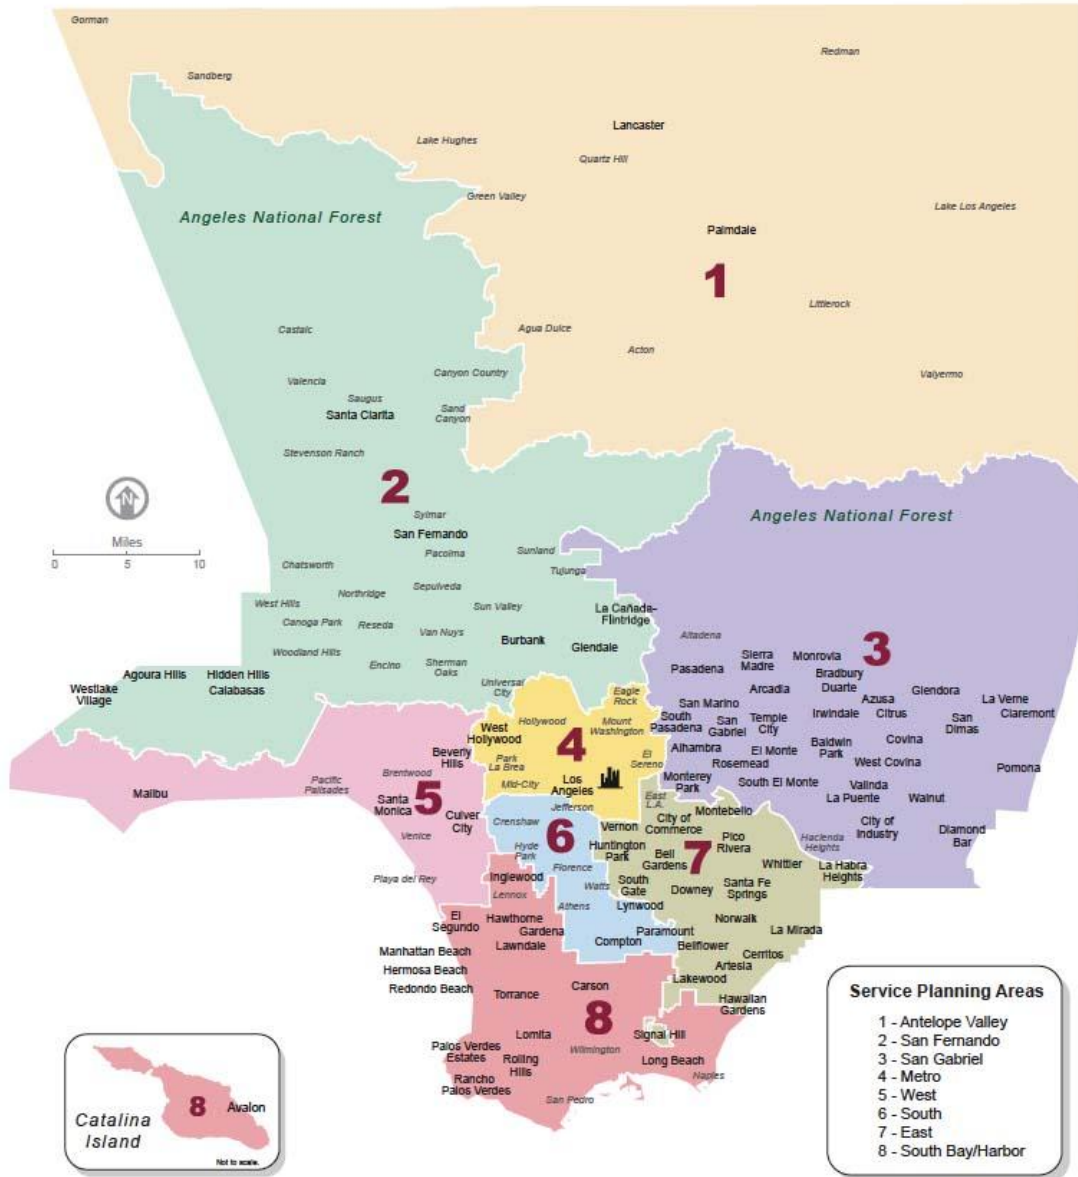 Gorman
Redman
Sandberg
Lancaster
Lake Hughes
Quartz Hill
Green Valley
Lake Los Angeles
Angeles National Forest
Palmdale
1
Littlerock
Castaic
Agua Dulce
Acton
Canyon Country
Valyermo
Valencia
Saugus
Santa Clarita
Sand
Canyon
Stevenson Ranch
2
N
Miles
0 5 10
Sylmar
San Fernando
Angeles National Forest
Pacoima
Sunland
Tujunga
Chatsworth
Sepulveda
Northridge
West Hills
Sun Valley
La Cañada-
Flintridge
Canoga Park
Reseda
Van Nuys
Burbank
Glendale
Altadena
3
Woodland Hills
Encino
Sherman
Oaks
Sierra
Madre
Monrovia
Pasadena
Bradbury
Duarte
Agoura Hills
Hidden Hills
Calabasas
Westlake
Village
Universal
City
Eagle
Rock
Arcadia
Azusa
Glendora
La Verne
Claremont
San Marino
Irwindale
Citrus
San
Dimas
West
Hollywood
Hollywood
Mount
Washington
South
Pasadena
San
Gabriel
Temple
City
4
Beverly
Hills
Park
La Brea
El
Sereno
Alhambra
El Monte
Rosemead
Baldwin
Park
Covina
West Covina
Pomona
Malibu
Pacific
Palisades
Brentwood
Mid-City
Los
Angeles
Monterey
Park
South El Monte
Valinda
La Puente
Walnut
Santa
Monica
5
Culver
City
Jefferson
East
L.A.
Montebello
Crenshaw
6
Vernon
City of
Commerce
City of
Industry
Diamond
Bar
Venice
Hyde
Park
Huntington
Park
Bell
Gardens
7
Pico
Rivera
Hacienda
Heights
Playa del Rey
Inglewood
Florence
Whittier
La Habra
Heights
Lennox
Watts
South
Gate
Downey
Santa Fe
Springs
Athens
Lynwood
El
Segundo
Hawthorne
Gardena
Lawndale
Norwalk
La Mirada
Manhattan Beach
Compton
Paramount
Bellflower
Cerritos
Artesia
Hermosa Beach
Redondo Beach
Torrance
Carson
Lakewood
Hawaiian
Gardens
8
Lomita
Wilmington
Signal Hill
Palos Verdes
Estates
Rolling
Hills
Long Beach
Naples
Rancho
Palos Verdes
San Pedro
8
Avalon
Catalina
Island
Not to scale.
Service Planning Areas
1 - Antelope Valley
2 - San Fernando
3 - San Gabriel
4 - Metro
5 - West
6 - South
7 - East
8 - South Bay/Harbor